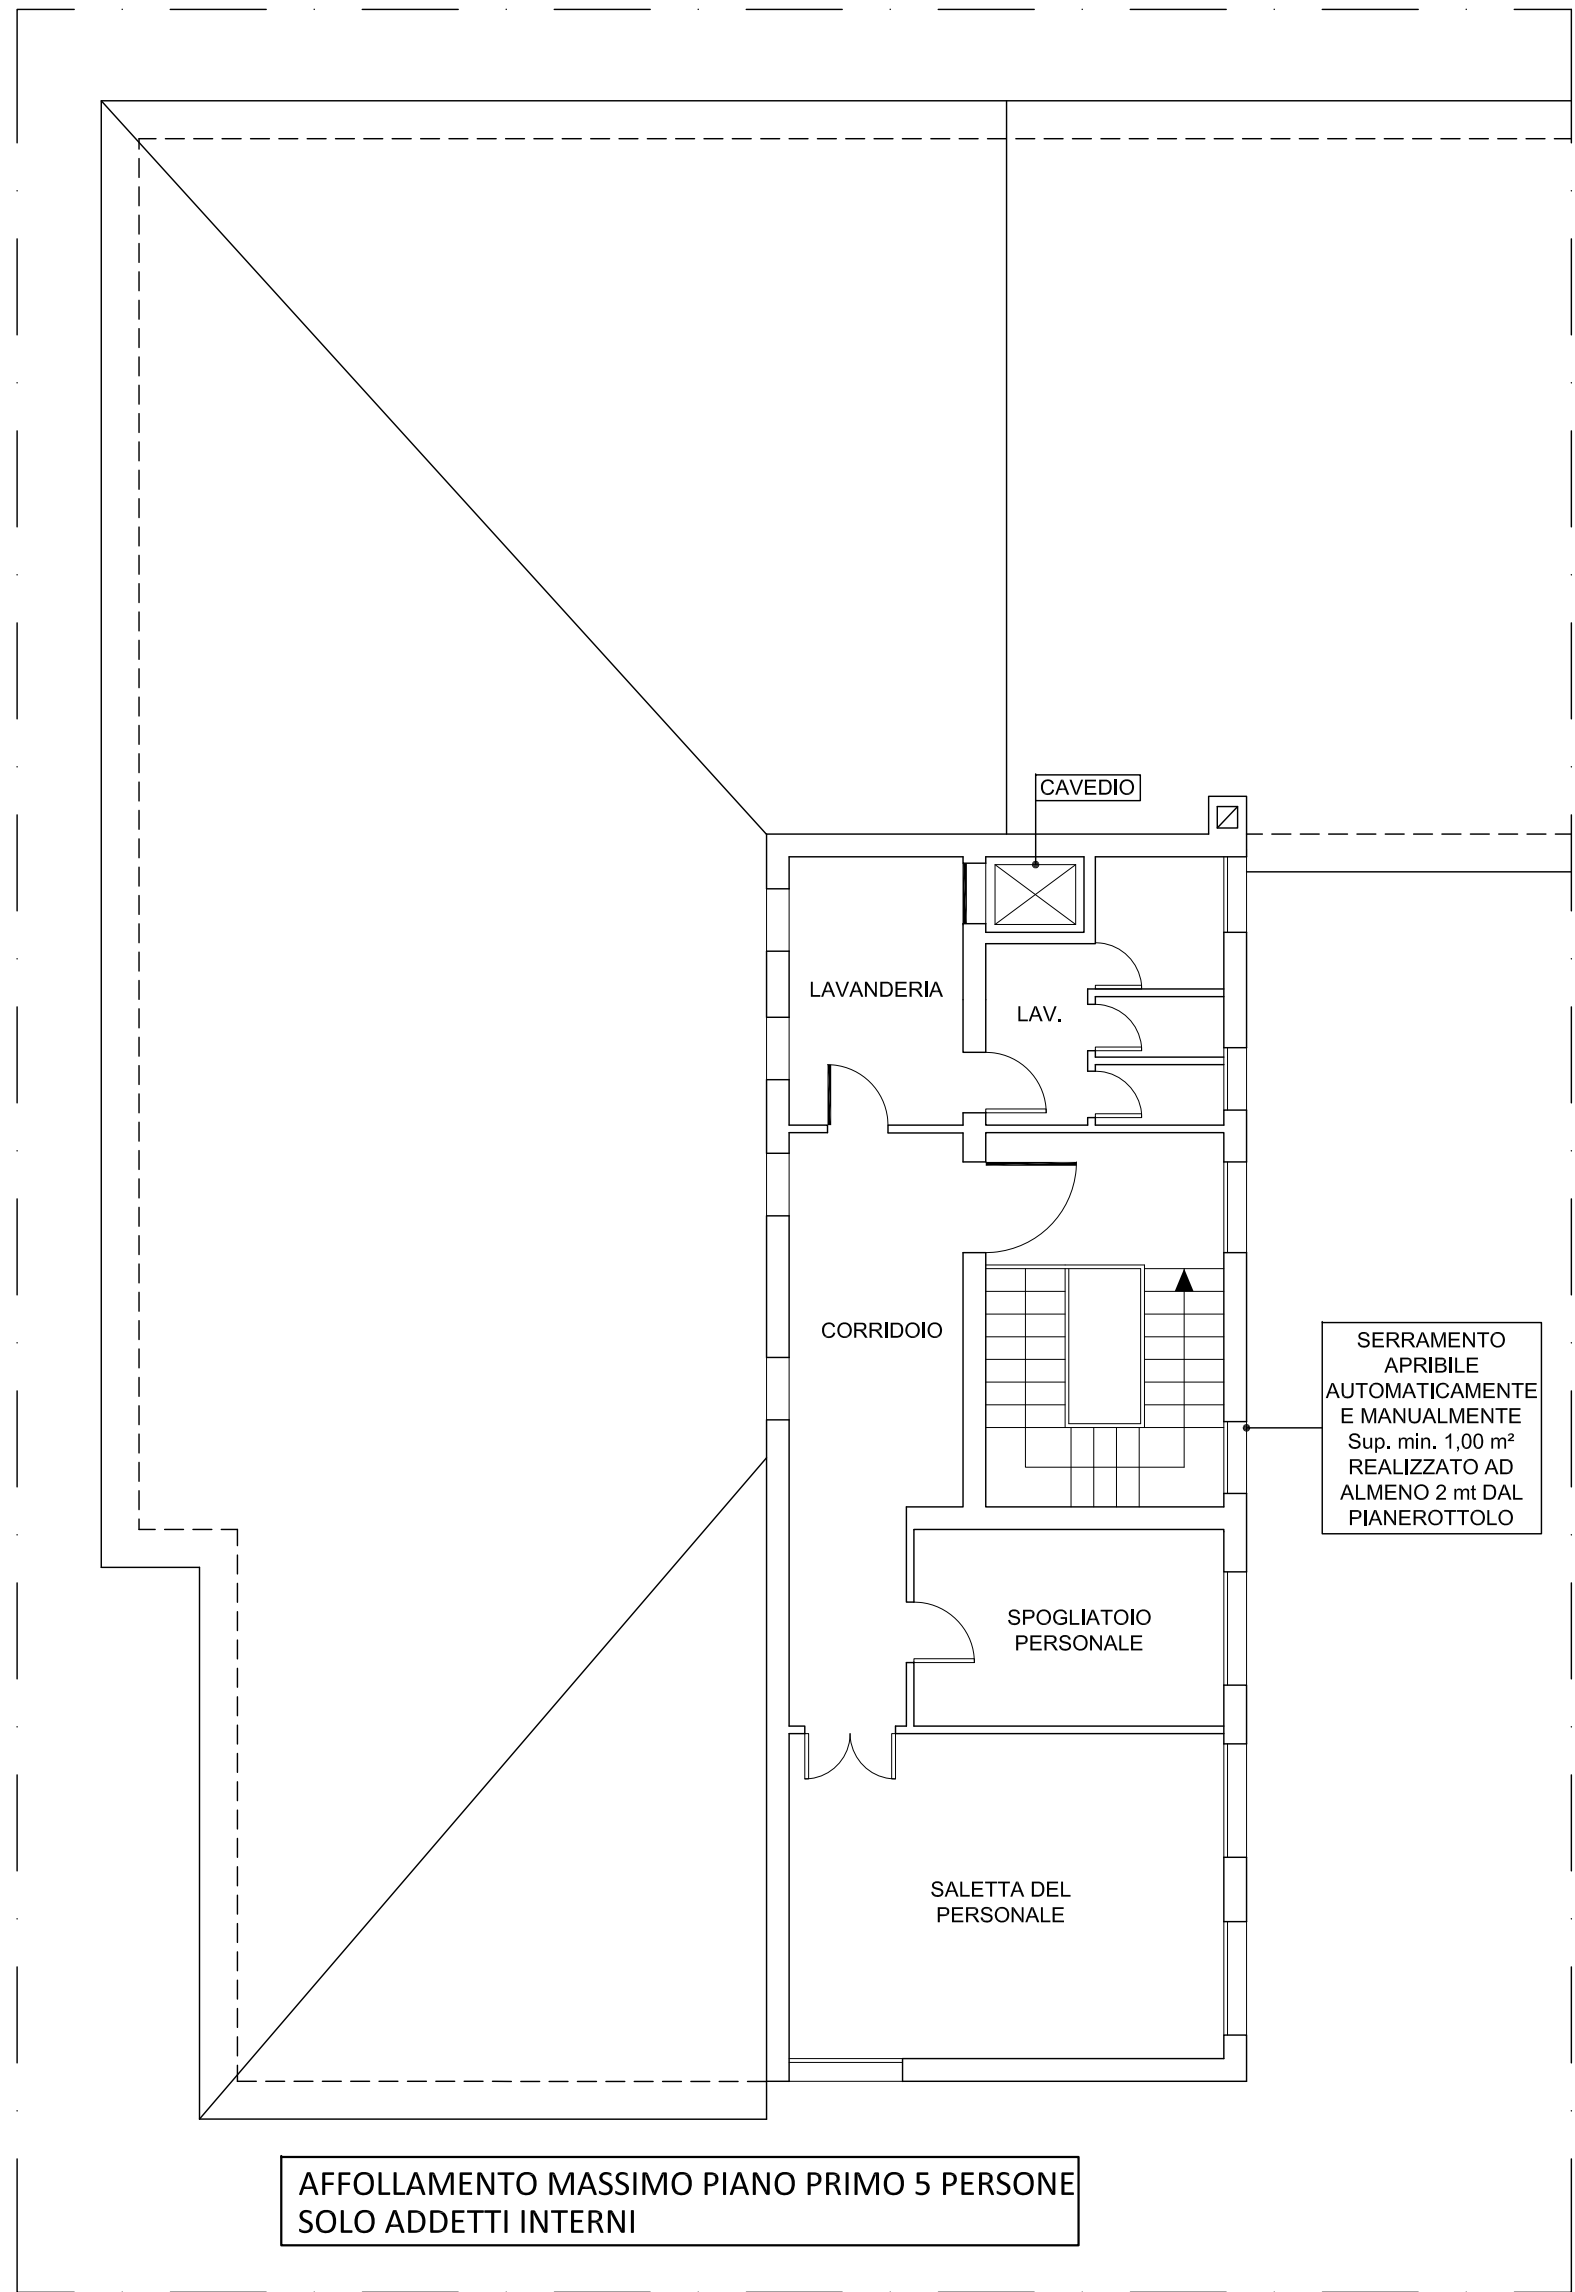 CAVEDIO
LAVANDERIA
LAV.
CORRIDOIO
SERRAMENTO
APRIBILE
AUTOMATICAMENTE
E MANUALMENTE
Sup. min. 1,00 m²
REALIZZATO AD
ALMENO 2 mt DAL
PIANEROTTOLO
SPOGLIATOIO
PERSONALE
SALETTA DEL
PERSONALE
AFFOLLAMENTO MASSIMO PIANO PRIMO 5 PERSONE
SOLO ADDETTI INTERNI